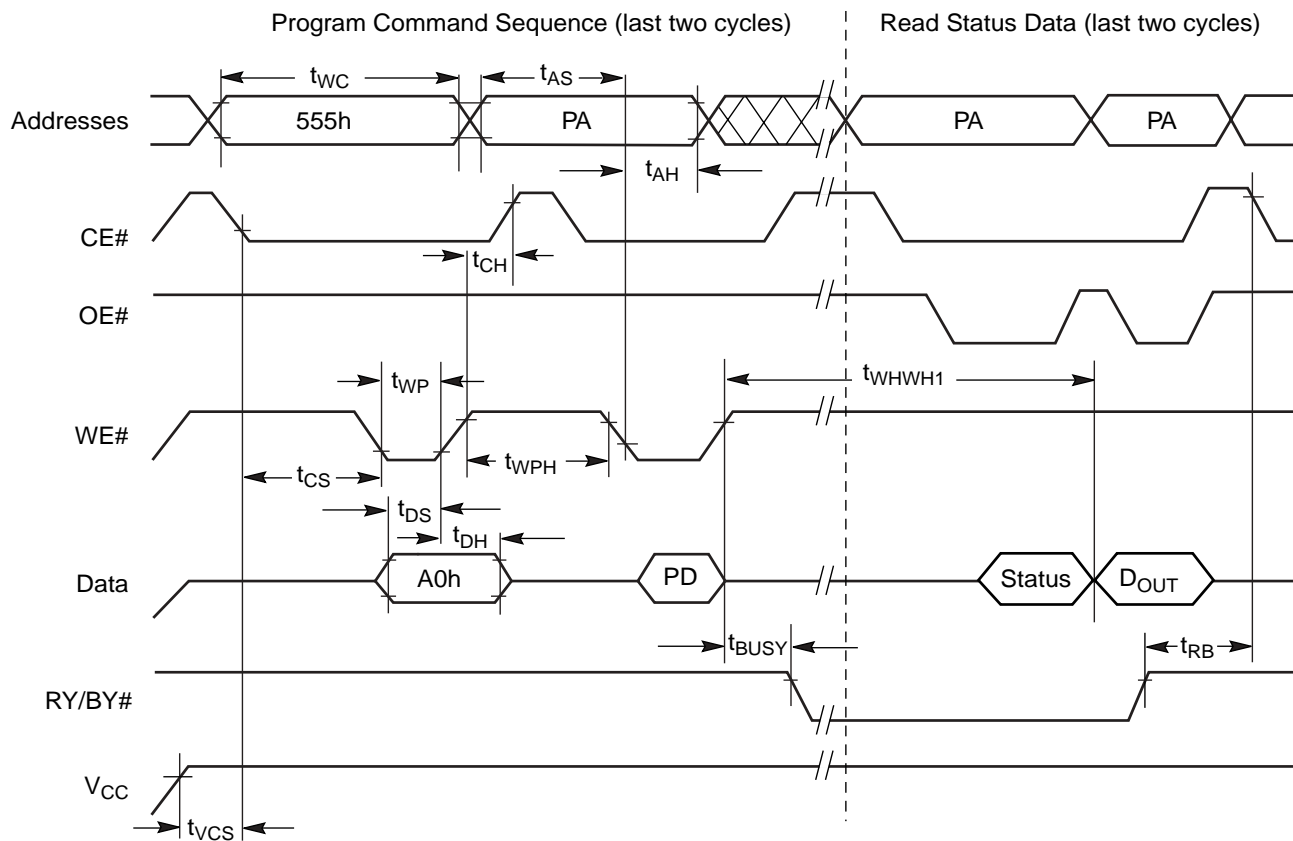 Program Command Sequence (last two cycles) Read Status Data (last two cycles)
tWC tAS
Addresses 555h PA PA PA
tAH
CE#
tCH
OE#
tWP tWHWH1
WE#
tCS tWPH
tDS
tDH
Data A0h PD Status DOUT
tBUSY tRB
RY/BY#
VCC
tVCS